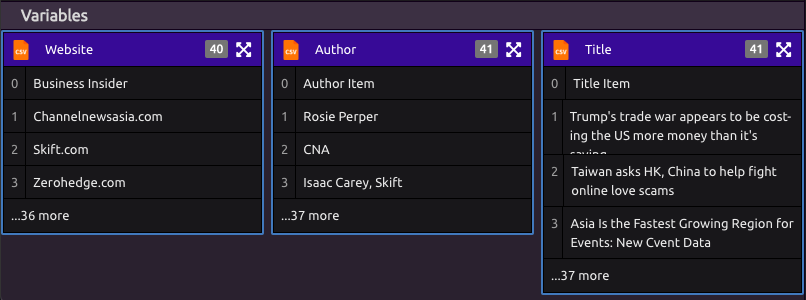 Variables
CSV Website 40
0 Business Insider
1 Channelnewsasia.com
2 Skift.com
3 Zerohedge.com
...36 more
CSV Author 41
0 Author Item
1 Rosie Perper
2 CNA
3 Isaac Carey, Skift
...37 more
CSV Title 41
0 Title Item
1 Trump's trade war appears to be cost-
ing the US more money than it's
saving
2 Taiwan asks HK, China to help fight
online love scams
3 Asia Is the Fastest Growing Region for
Events: New Cvent Data
...37 more